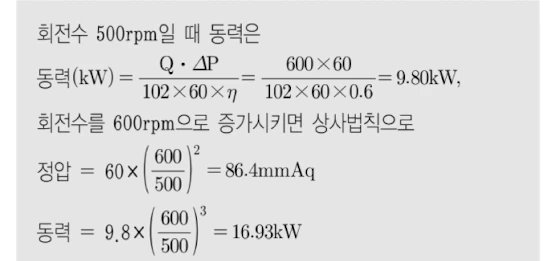 회전수 500rpm일 때 동력은
동력(kW) = Q・ΔP / 102×60×η = 600×60 / 102×60×0.6 = 9.80kW,
회전수를 600rpm으로 증가시키면 상사법칙으로
정압 = 60×(600/500)² = 86.4mmAq
동력 = 9.8×(600/500)³ = 16.93kW